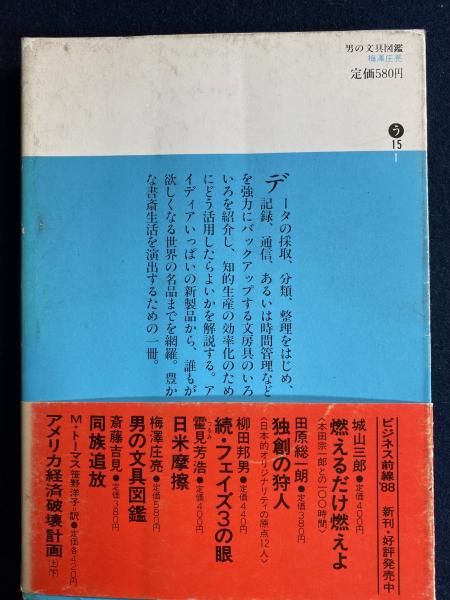 男の文具図鑑
梅澤庄亮
定価580円
う
15
1
データの採取、分類、整理をはじめ、
記録、通信、あるいは時間管理など
を強力にバックアップする文房具のいろ
いろを紹介し、知的生産の効率化のため
にどう活用したらよいかを解説する。ア
イディアいっぱいの新製品から、誰もが
欲しくなる世界の名品までを網羅。豊か
な書斎生活を演出するための一冊。
ビジネス前線'88 新刊・好評発売中
城山三郎●定価400円
燃えるだけ燃えよ
〈本田宗一郎との一〇〇時間〉
田原総一朗●定価380円
独創の狩人
〈日本的オリジナリティの原点12人〉
柳田邦男●定価440円
続・フェイズ3の眼
霍見芳浩●定価400円
つるみ
日米摩擦
梅澤庄亮●定価580円
男の文具図鑑
斎藤吉見●定価380円
同族追放
M・トーマス 笹野洋子=訳●定価各420円
アメリカ経済破壊計画(上)(下)